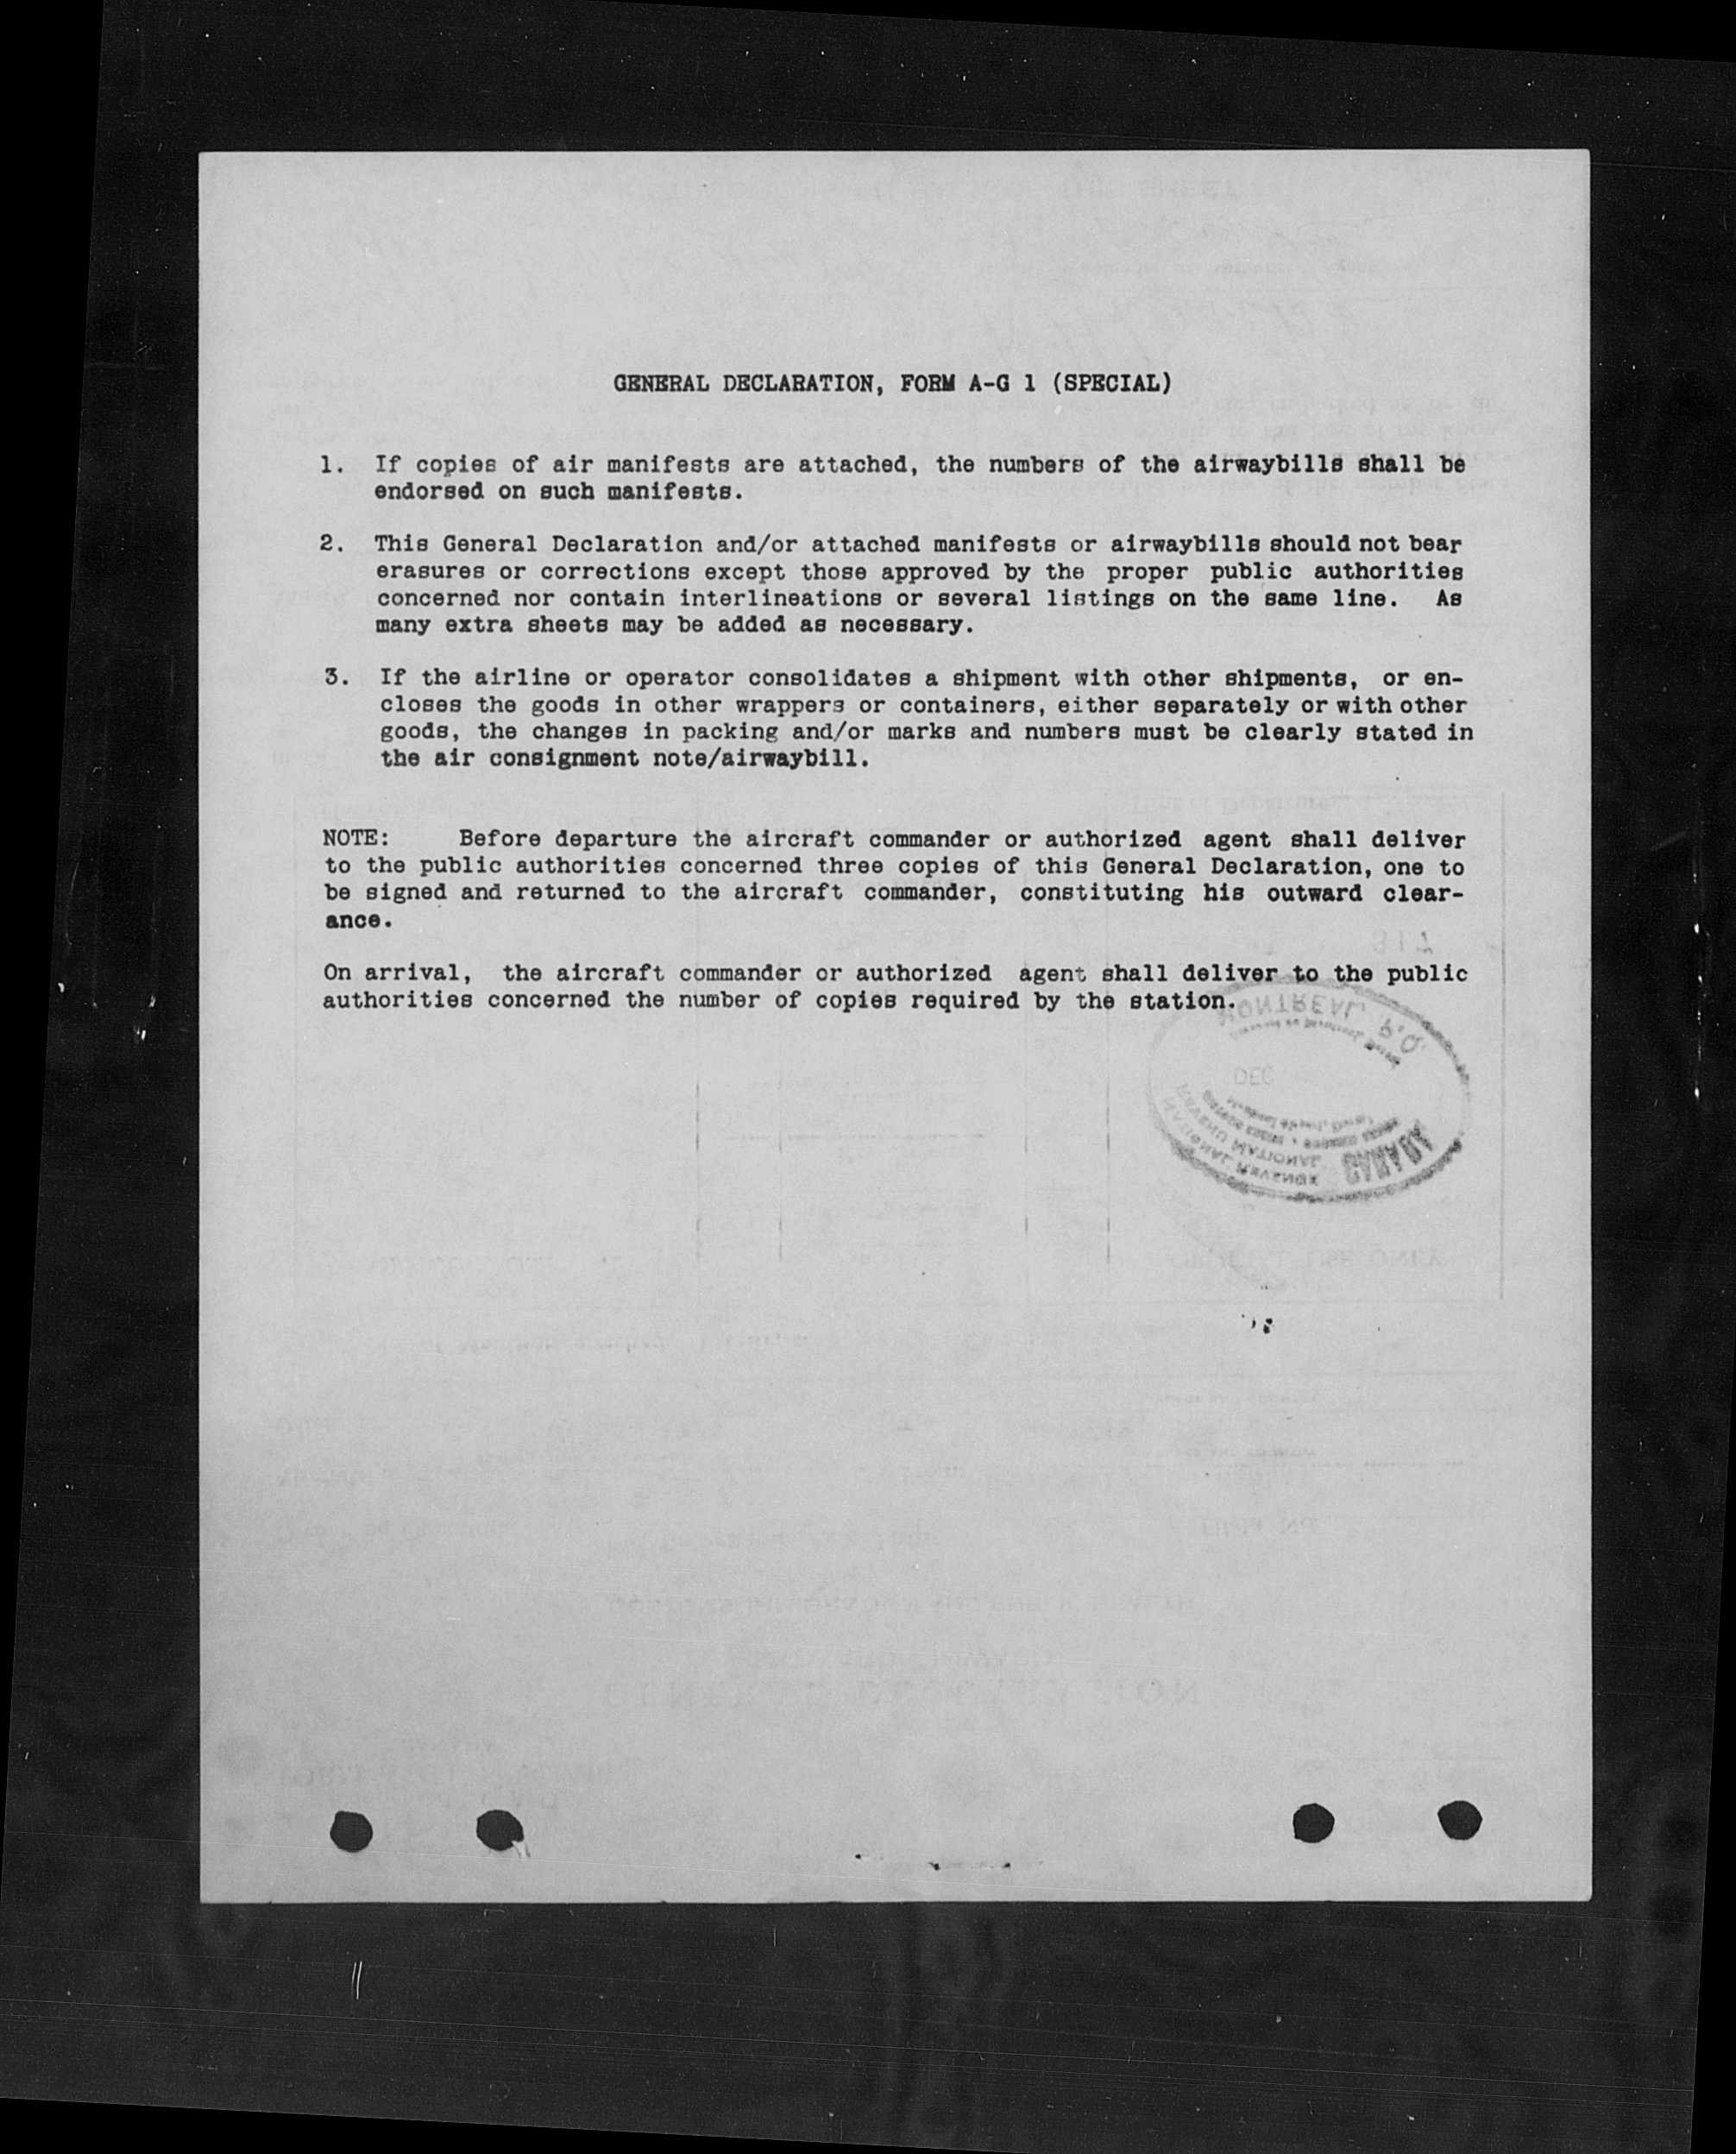 GENERAL DECLARATION, FORM A-G 1 (SPECIAL)
1. If copies of air manifests are attached, the numbers of the airwaybills shall be
endorsed on such manifests.
2. This General Declaration and/or attached manifests or airwaybills should not bear
erasures or corrections except those approved by the proper public authorities
concerned nor contain interlineations or several listings on the same line. As
many extra sheets may be added as necessary.
3. If the airline or operator consolidates a shipment with other shipments, or en-
closes the goods in other wrappers or containers, either separately or with other
goods, the changes in packing and/or marks and numbers must be clearly stated in
the air consignment note/airwaybill.
NOTE: Before departure the aircraft commander or authorized agent shall deliver
to the public authorities concerned three copies of this General Declaration, one to
be signed and returned to the aircraft commander, constituting his outward clear-
ance.
On arrival, the aircraft commander or authorized agent shall deliver to the public
authorities concerned the number of copies required by the station.
MONTREAL, P.Q.
DEC
CANADA
REVENU NATIONAL
NATIONAL REVENUE